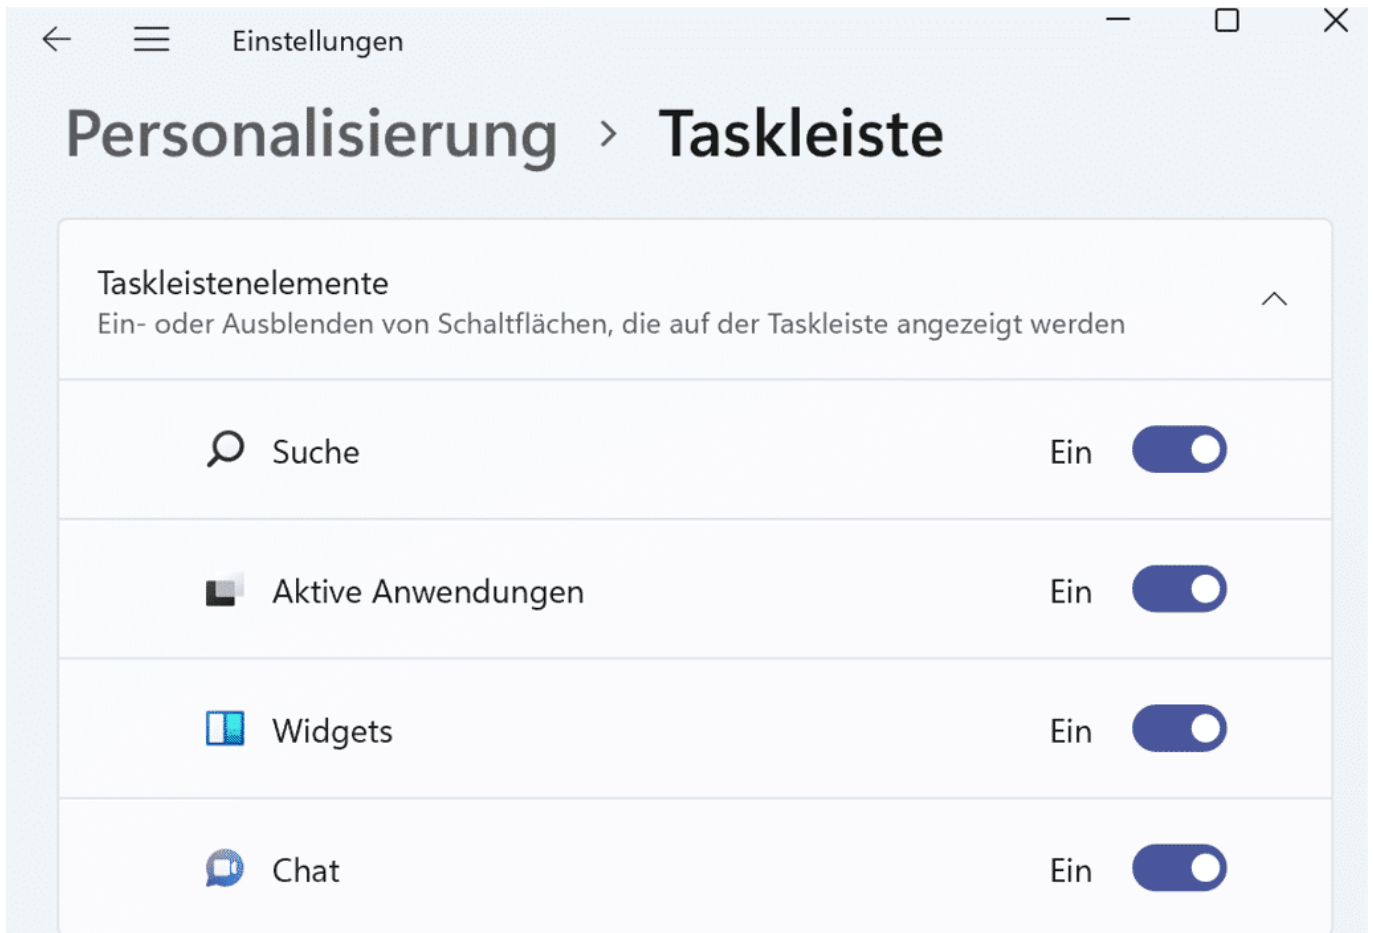 Einstellungen
Personalisierung > Taskleiste
Taskleistenelemente
Ein- oder Ausblenden von Schaltflächen, die auf der Taskleiste angezeigt werden
Suche Ein
Aktive Anwendungen Ein
Widgets Ein
Chat Ein